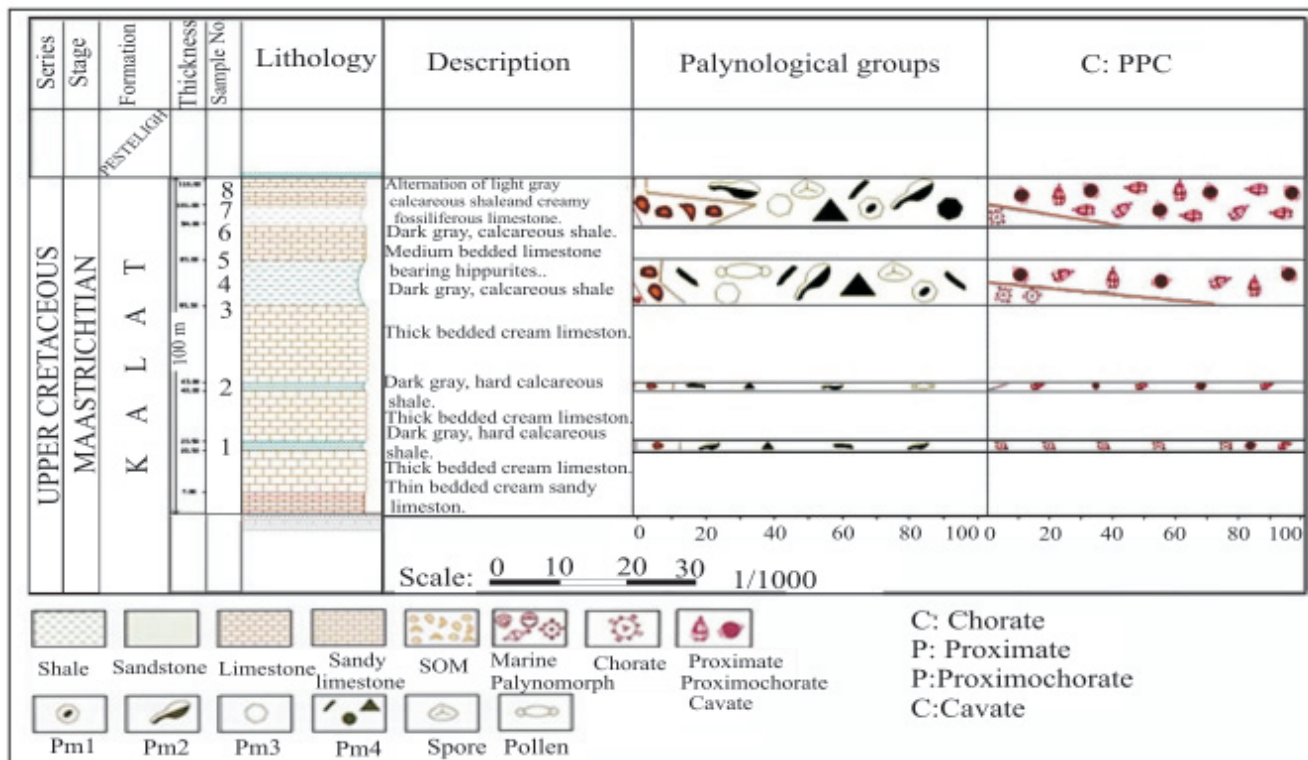 Series
Stage
Formation
Thickness
Sample No
Lithology
Description
Palynological groups
C: PPC
UPPER CRETACEOUS
MAASTRICHTIAN
PESTELIGH
K A L A T
100 m
8
7
6
5
4
3
2
1
Alternation of light gray
calcareous shaleand creamy
fossiliferous limestone.
Dark gray, calcareous shale.
Medium bedded limestone
bearing hippurites..
Dark gray, calcareous shale
Thick bedded cream limeston.
Dark gray, hard calcareous
shale.
Thick bedded cream limeston.
Dark gray, hard calcareous
shale.
Thick bedded cream limeston.
Thin bedded cream sandy
limeston.
0 20 40 60 80 100
0 20 40 60 80 100
Scale: 0 10 20 30 1/1000
Shale
Sandstone
Limestone
Sandy
limestone
SOM
Marine
Palynomorph
Chorate
Proximate
Proximochorate
Cavate
Pm1
Pm2
Pm3
Pm4
Spore
Pollen
C: Chorate
P: Proximate
P:Proximochorate
C:Cavate